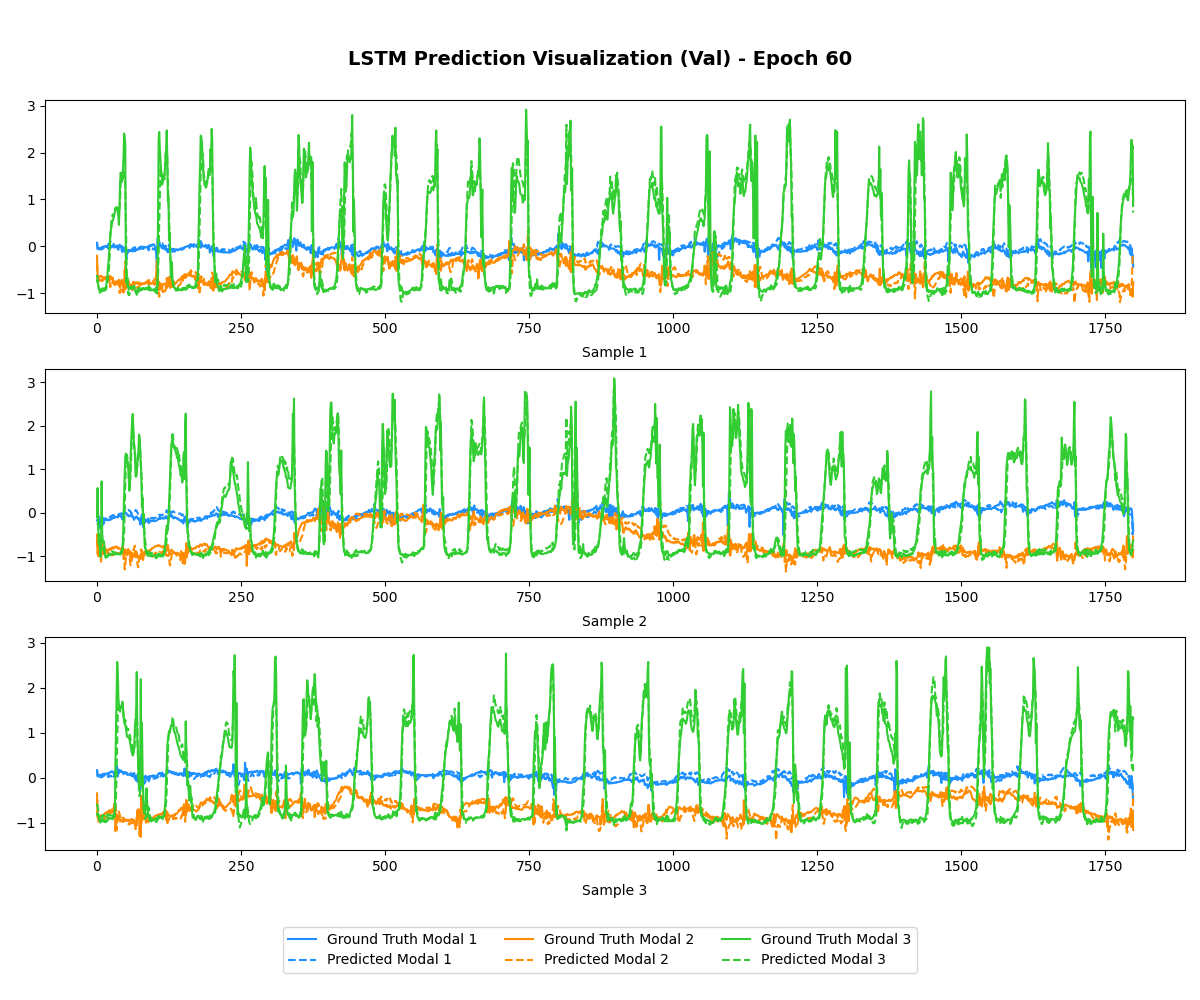 LSTM Prediction Visualization (Val) - Epoch 60
3
2
1
0
−1
0 250 500 750 1000 1250 1500 1750
Sample 1
3
2
1
0
−1
0 250 500 750 1000 1250 1500 1750
Sample 2
3
2
1
0
−1
0 250 500 750 1000 1250 1500 1750
Sample 3
Ground Truth Modal 1 Ground Truth Modal 2 Ground Truth Modal 3
Predicted Modal 1 Predicted Modal 2 Predicted Modal 3